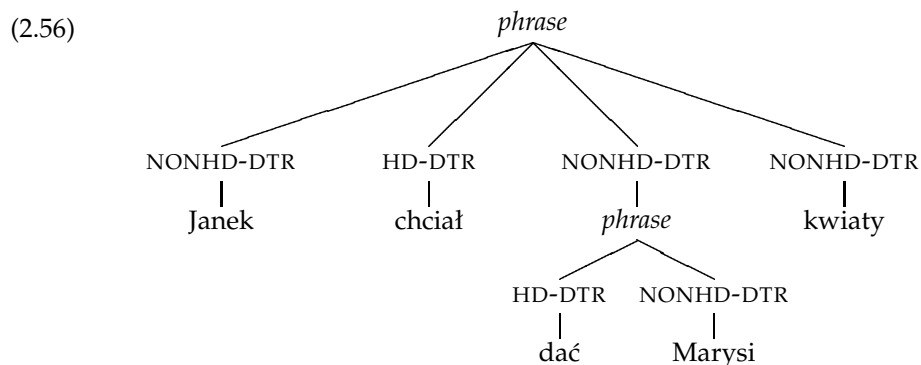 (2.56)
phrase
NONHD-DTR HD-DTR NONHD-DTR NONHD-DTR
Janek chciał phrase kwiaty
HD-DTR NONHD-DTR
dać Marysi